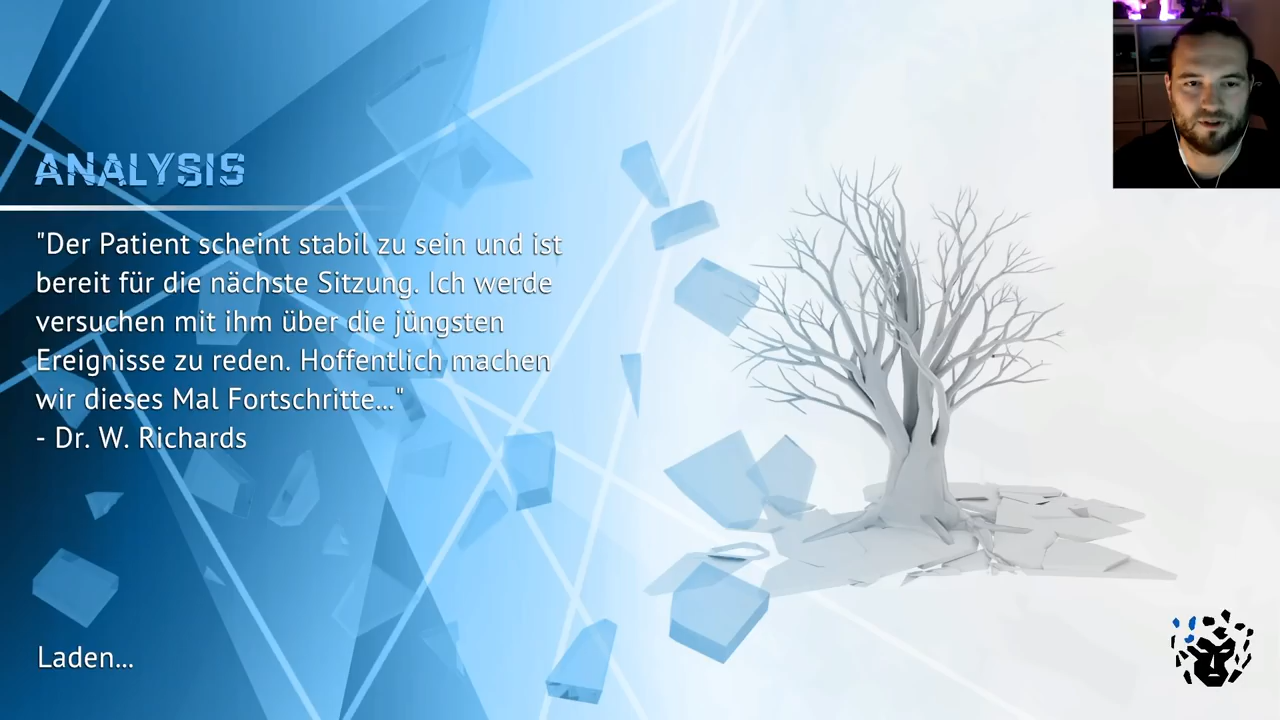 ANALYSIS
"Der Patient scheint stabil zu sein und ist
bereit für die nächste Sitzung. Ich werde
versuchen mit ihm über die jüngsten
Ereignisse zu reden. Hoffentlich machen
wir dieses Mal Fortschritte..."
- Dr. W. Richards
Laden...